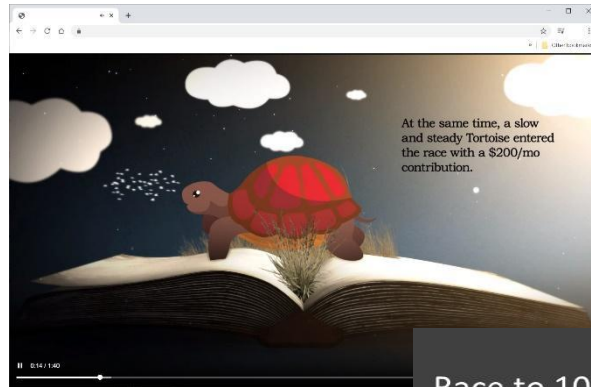 At the same time, a slow
and steady Tortoise entered
the race with a $200/mo
contribution.
0:14 / 1:40
Race to 10